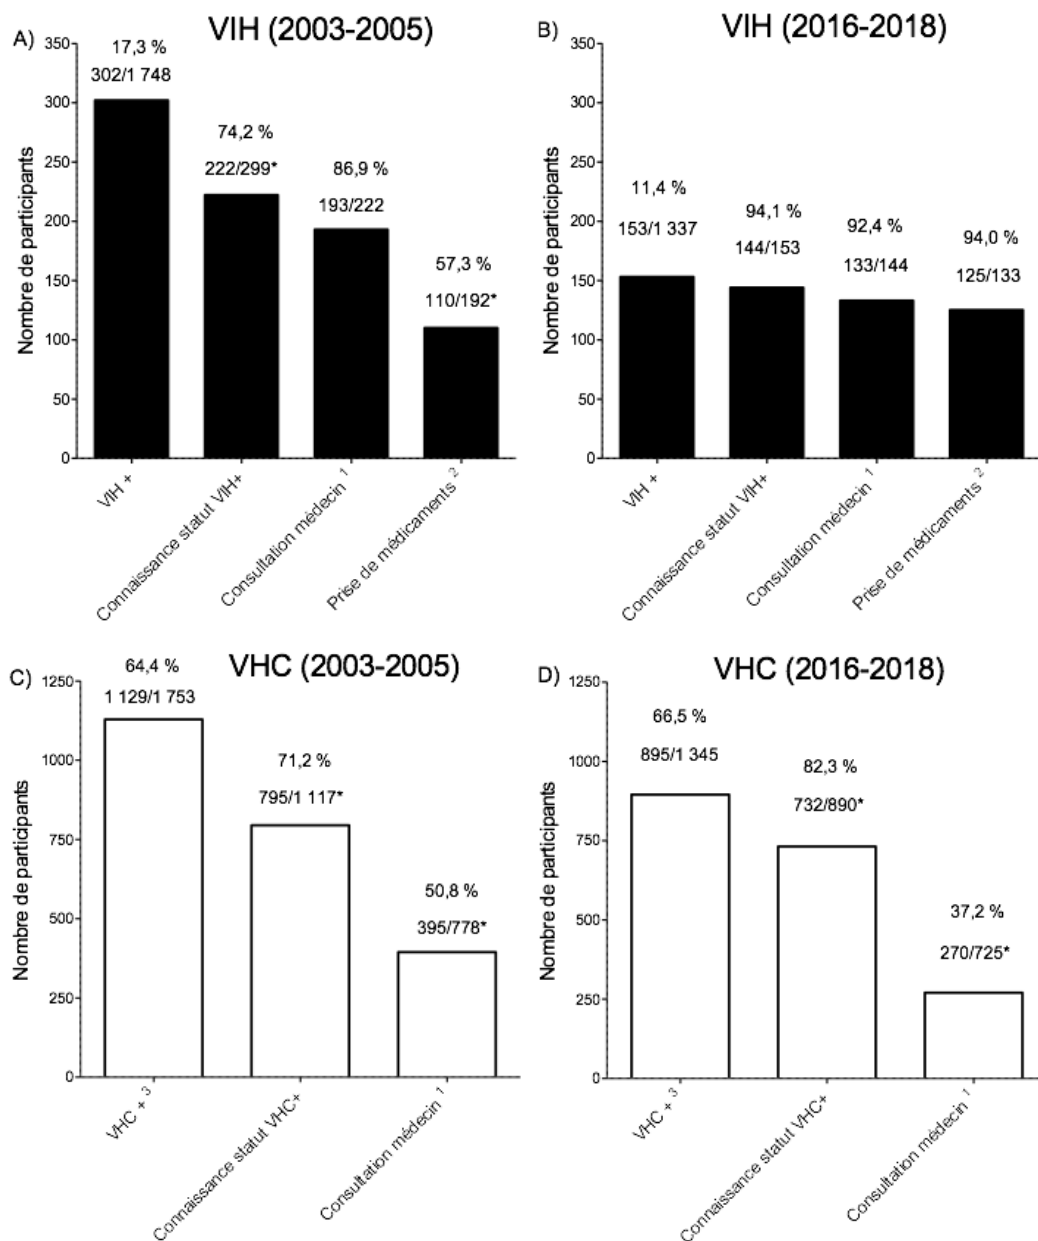 A)
VIH (2003-2005)
Nombre de participants
350
300
250
200
150
100
50
0
17,3 %
302/1 748
74,2 %
222/299*
86,9 %
193/222
57,3 %
110/192*
VIH +
Connaissance statut VIH+
Consultation médecin 1
Prise de médicaments 2
B)
VIH (2016-2018)
Nombre de participants
350
300
250
200
150
100
50
0
11,4 %
153/1 337
94,1 %
144/153
92,4 %
133/144
94,0 %
125/133
VIH +
Connaissance statut VIH+
Consultation médecin 1
Prise de médicaments 2
C)
VHC (2003-2005)
Nombre de participants
1250
1000
750
500
250
0
64,4 %
1 129/1 753
71,2 %
795/1 117*
50,8 %
395/778*
VHC + 3
Connaissance statut VHC+
Consultation médecin 1
D)
VHC (2016-2018)
Nombre de participants
1250
1000
750
500
250
0
66,5 %
895/1 345
82,3 %
732/890*
37,2 %
270/725*
VHC + 3
Connaissance statut VHC+
Consultation médecin 1